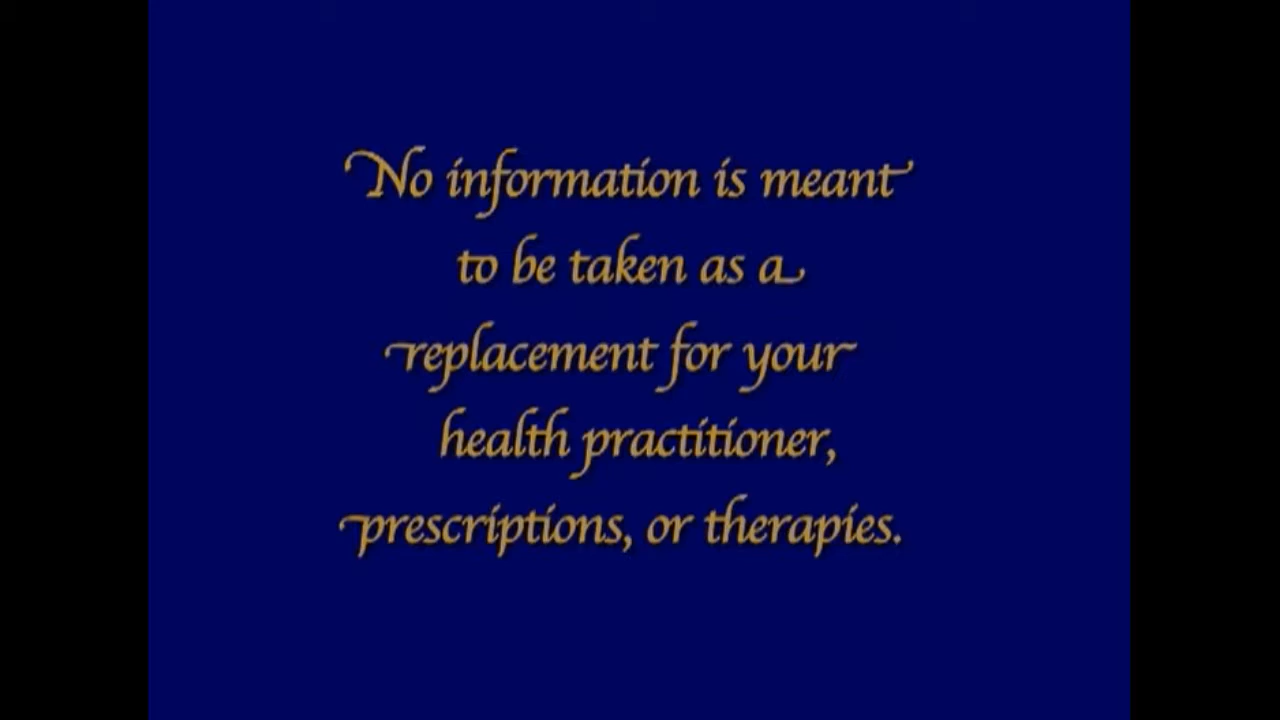 No information is meant
to be taken as a
replacement for your
health practitioner,
prescriptions, or therapies.